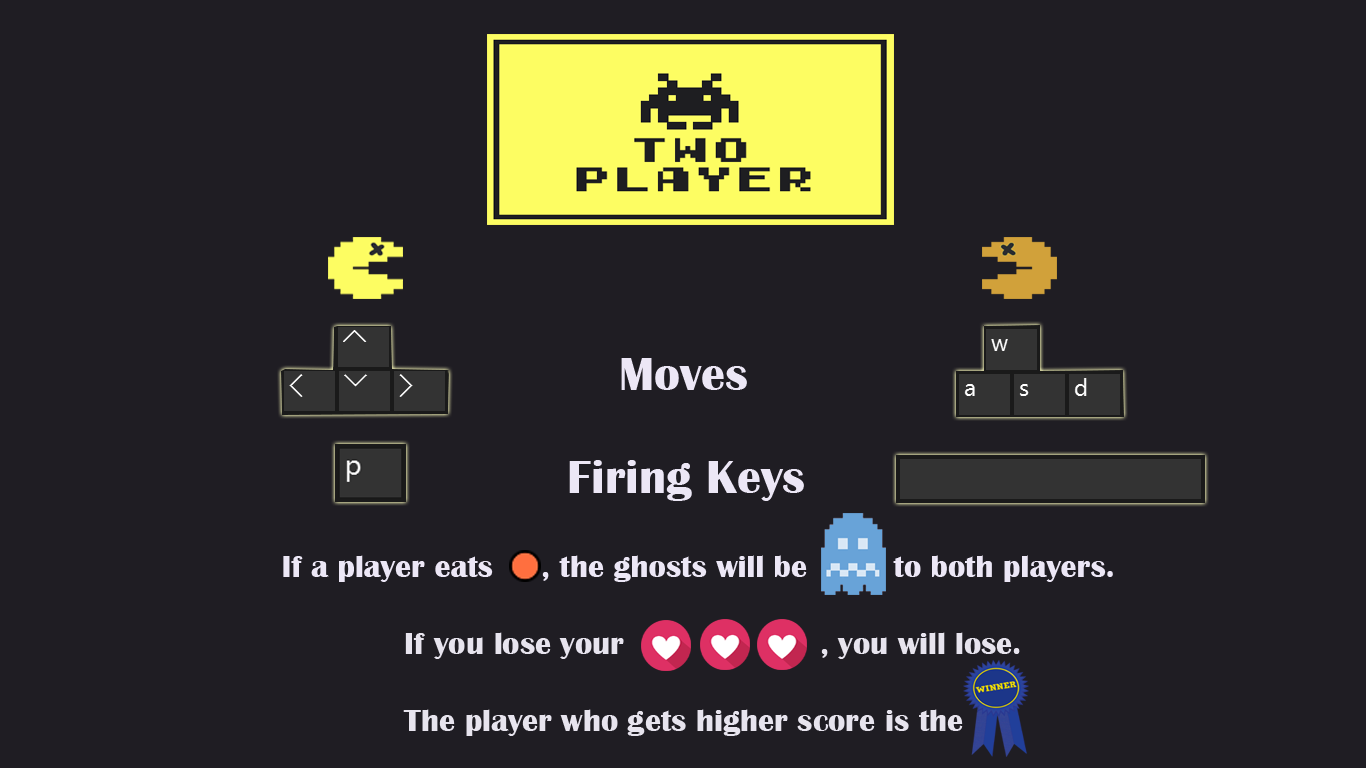 TWO
PLAYER
w
a s d
Moves
p
Firing Keys
If a player eats , the ghosts will be to both players.
If you lose your , you will lose.
WINNER
The player who gets higher score is the